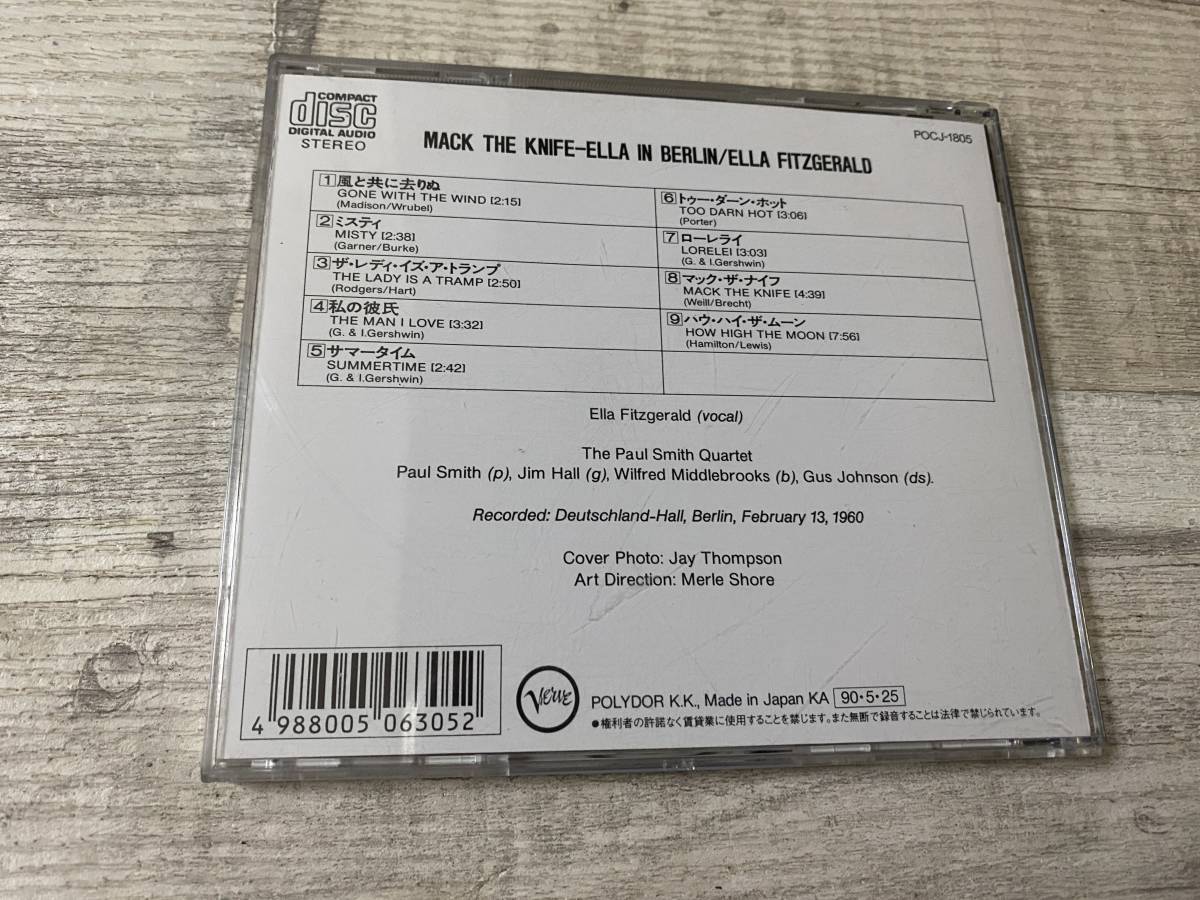 COMPACT
disc
DIGITAL AUDIO
STEREO
POCJ-1805
MACK THE KNIFE-ELLA IN BERLIN/ELLA FITZGERALD
1 風と共に去りぬ
GONE WITH THE WIND [2:15]
(Madison/Wrubel)
2 ミスティ
MISTY [2:38]
(Garner/Burke)
3 ザ・レディ・イズ・ア・トランプ
THE LADY IS A TRAMP [2:50]
(Rodgers/Hart)
4 私の彼氏
THE MAN I LOVE [3:32]
(G. & I.Gershwin)
5 サマータイム
SUMMERTIME [2:42]
(G. & I.Gershwin)
6 トゥー・ダーン・ホット
TOO DARN HOT [3:06]
(Porter)
7 ローレライ
LORELEI [3:03]
(G. & I.Gershwin)
8 マック・ザ・ナイフ
MACK THE KNIFE [4:39]
(Weill/Brecht)
9 ハウ・ハイ・ザ・ムーン
HOW HIGH THE MOON [7:56]
(Hamilton/Lewis)
Ella Fitzgerald (vocal)
The Paul Smith Quartet
Paul Smith (p), Jim Hall (g), Wilfred Middlebrooks (b), Gus Johnson (ds).
Recorded: Deutschland-Hall, Berlin, February 13, 1960
Cover Photo: Jay Thompson
Art Direction: Merle Shore
4 988005 063052
Verve
POLYDOR K.K., Made in Japan KA 90・5・25
●権利者の許諾なく賃貸業に使用することを禁じます。また無断で録音することは法律で禁じられています。